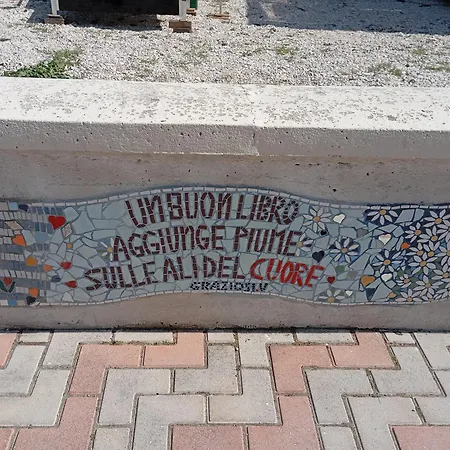 UN BUON LIBRO
AGGIUNGE PIUME
SULLE ALI DEL CUORE
GRAZIOSI.V